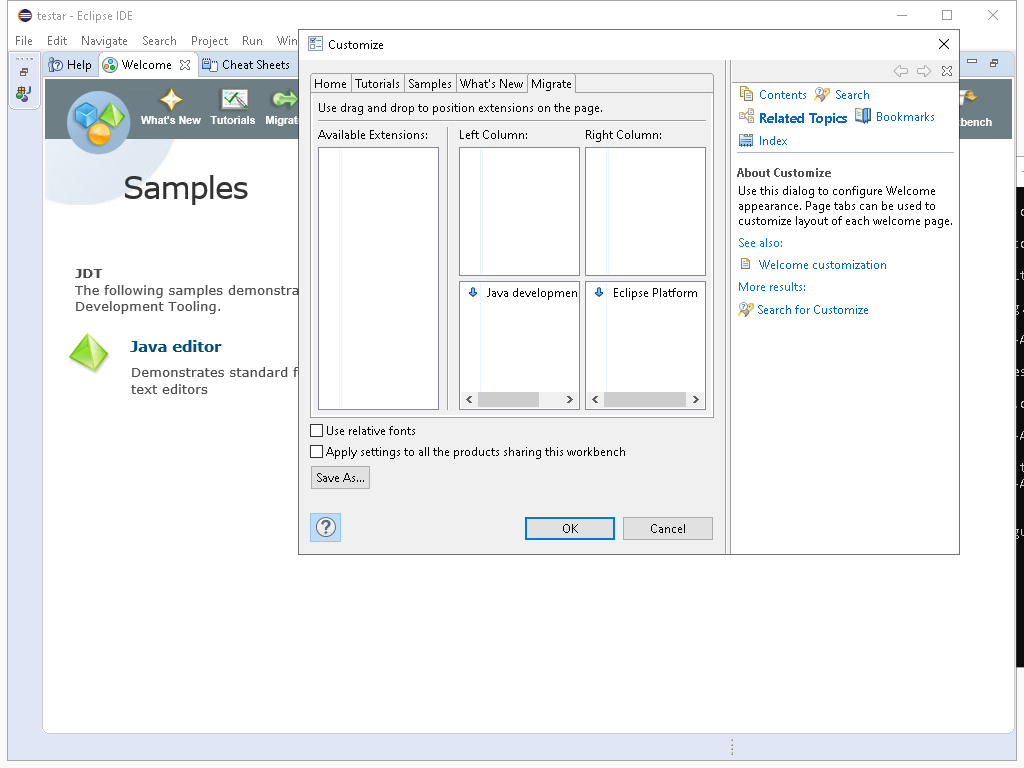 testar - Eclipse IDE
File Edit Navigate Search Project Run
Help Welcome Cheat Sheets
What's New Tutorials
Samples
JDT
The following samples
Development Tooling.
Java editor
Demonstrates standard
text editors
Customize
Home Tutorials Samples What's New Migrate
Use drag and drop to position extensions on the page.
Available Extensions: Left Column: Right Column:
Java developmen Eclipse Platform
Use relative fonts
Apply settings to all the products sharing this workbench
Save As...
? OK Cancel
Contents Search
Related Topics Bookmarks
Index
About Customize
Use this dialog to configure Welcome
appearance. Page tabs can be used to
customize layout of each welcome page.
See also:
Welcome customization
More results:
Search for Customize